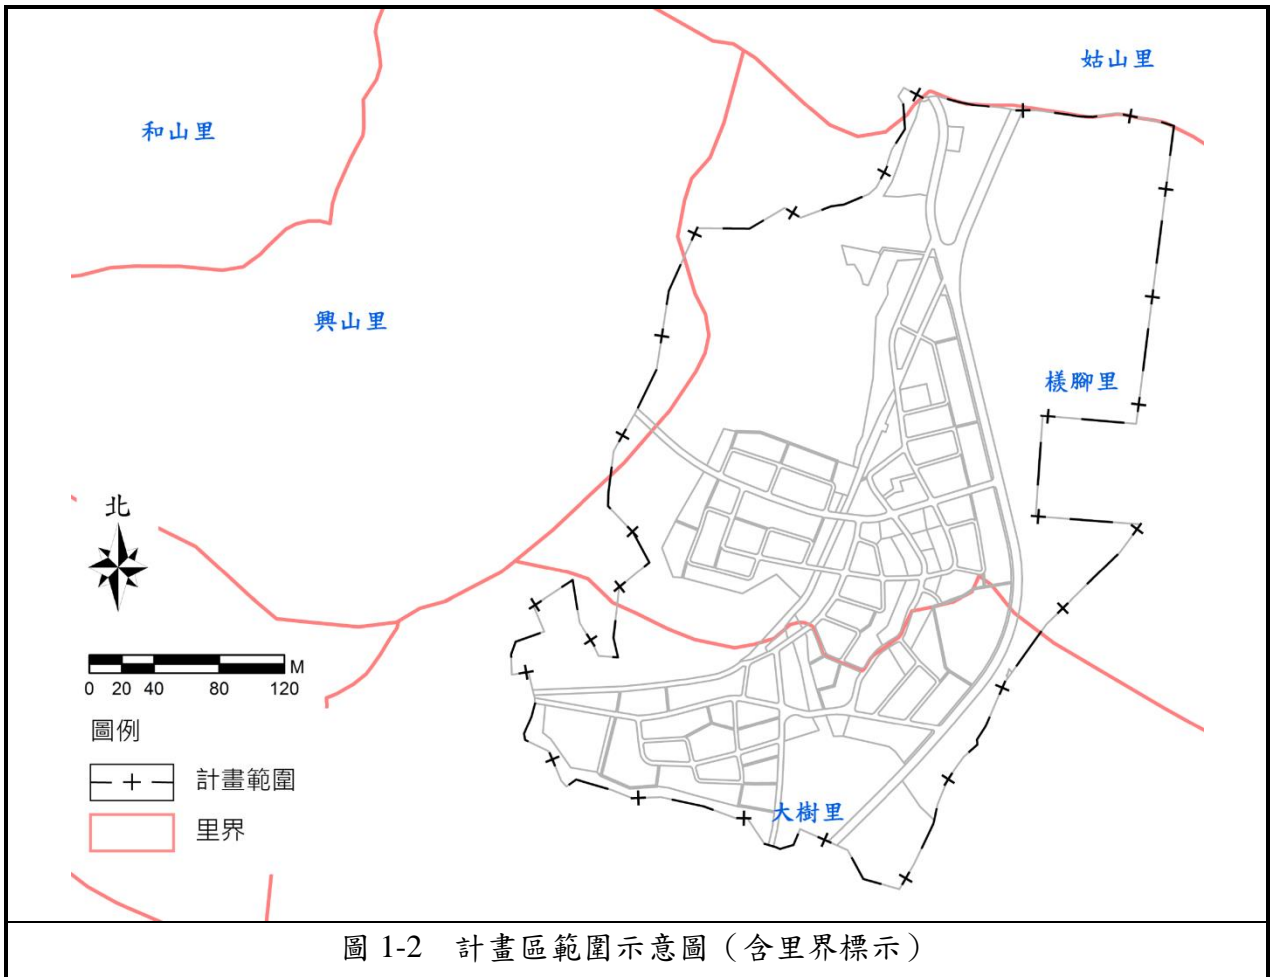 姑山里
和山里
興山里
檨腳里
北
M
0 20 40 80 120
圖例
計畫範圍
里界
大樹里
圖 1-2 計畫區範圍示意圖（含里界標示）